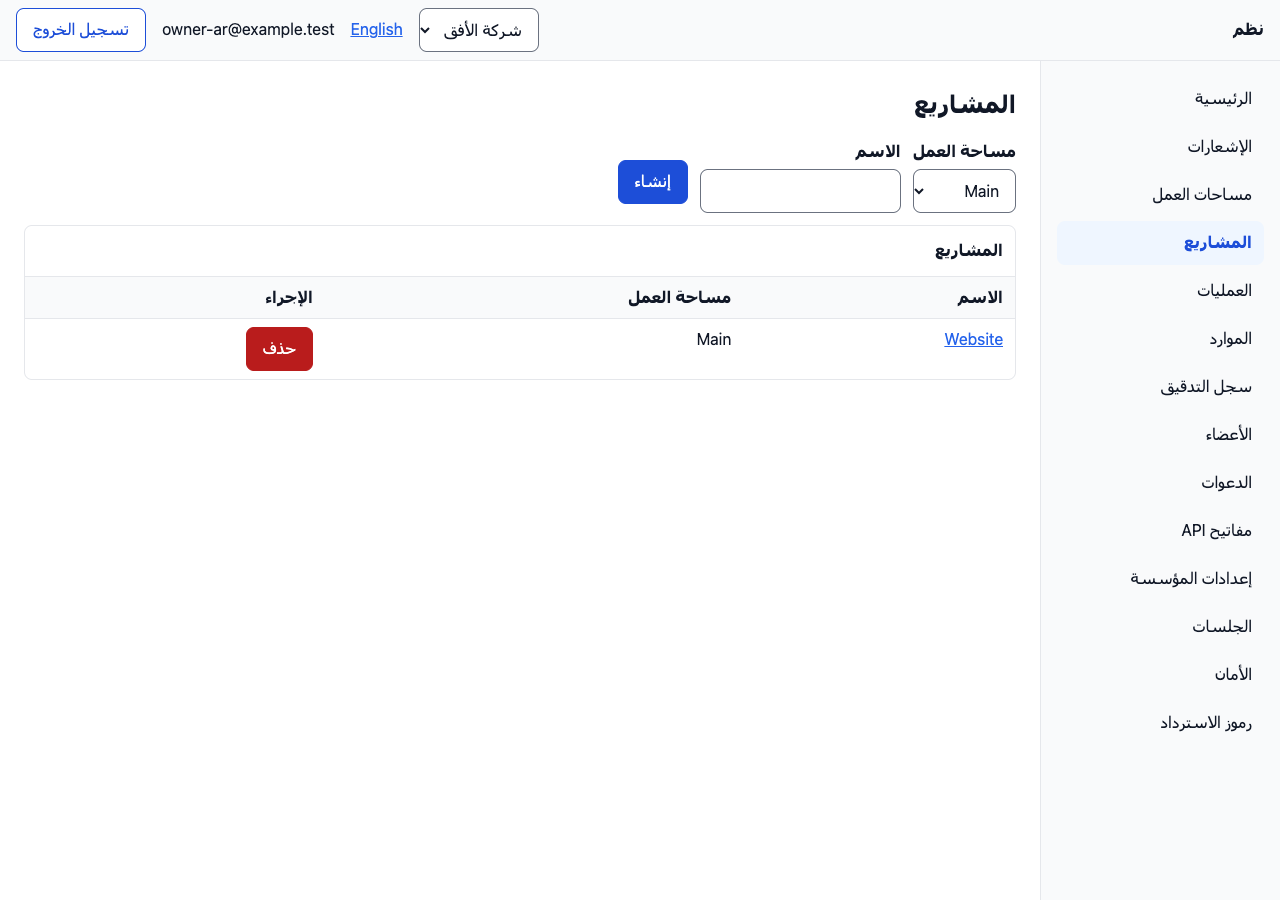 نظم
شركة الأفق
English
owner-ar@example.test
تسجيل الخروج
الرئيسية
الإشعارات
مساحات العمل
المشاريع
العمليات
الموارد
سجل التدقيق
الأعضاء
الدعوات
مفاتيح API
إعدادات المؤسسة
الجلسات
الأمان
رموز الاسترداد
المشاريع
مساحة العمل
الاسم
Main
إنشاء
المشاريع
الاسم مساحة العمل الإجراء
Website Main حذف